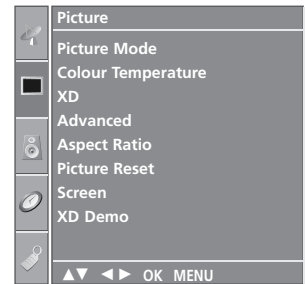 Picture
Picture Mode
Colour Temperature
XD
Advanced
Aspect Ratio
Picture Reset
Screen
XD Demo
▲▼ ◄► OK MENU